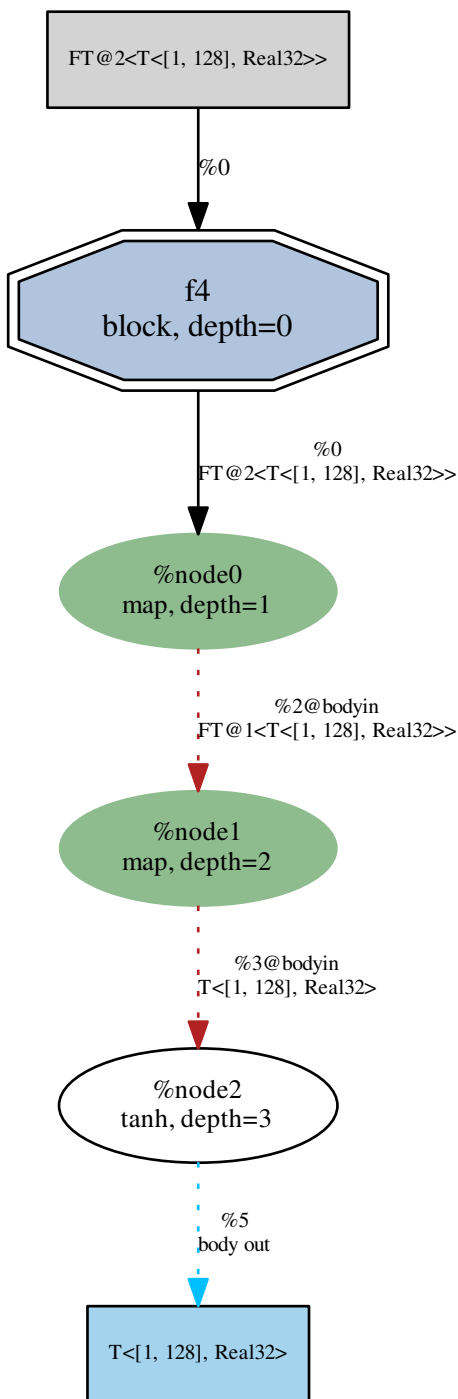 FT@2<T<[1, 128], Real32>>
%0
f4
block, depth=0
%0
FT@2<T<[1, 128], Real32>>
%node0
map, depth=1
%2@bodyin
FT@1<T<[1, 128], Real32>>
%node1
map, depth=2
%3@bodyin
T<[1, 128], Real32>
%node2
tanh, depth=3
%5
body out
T<[1, 128], Real32>